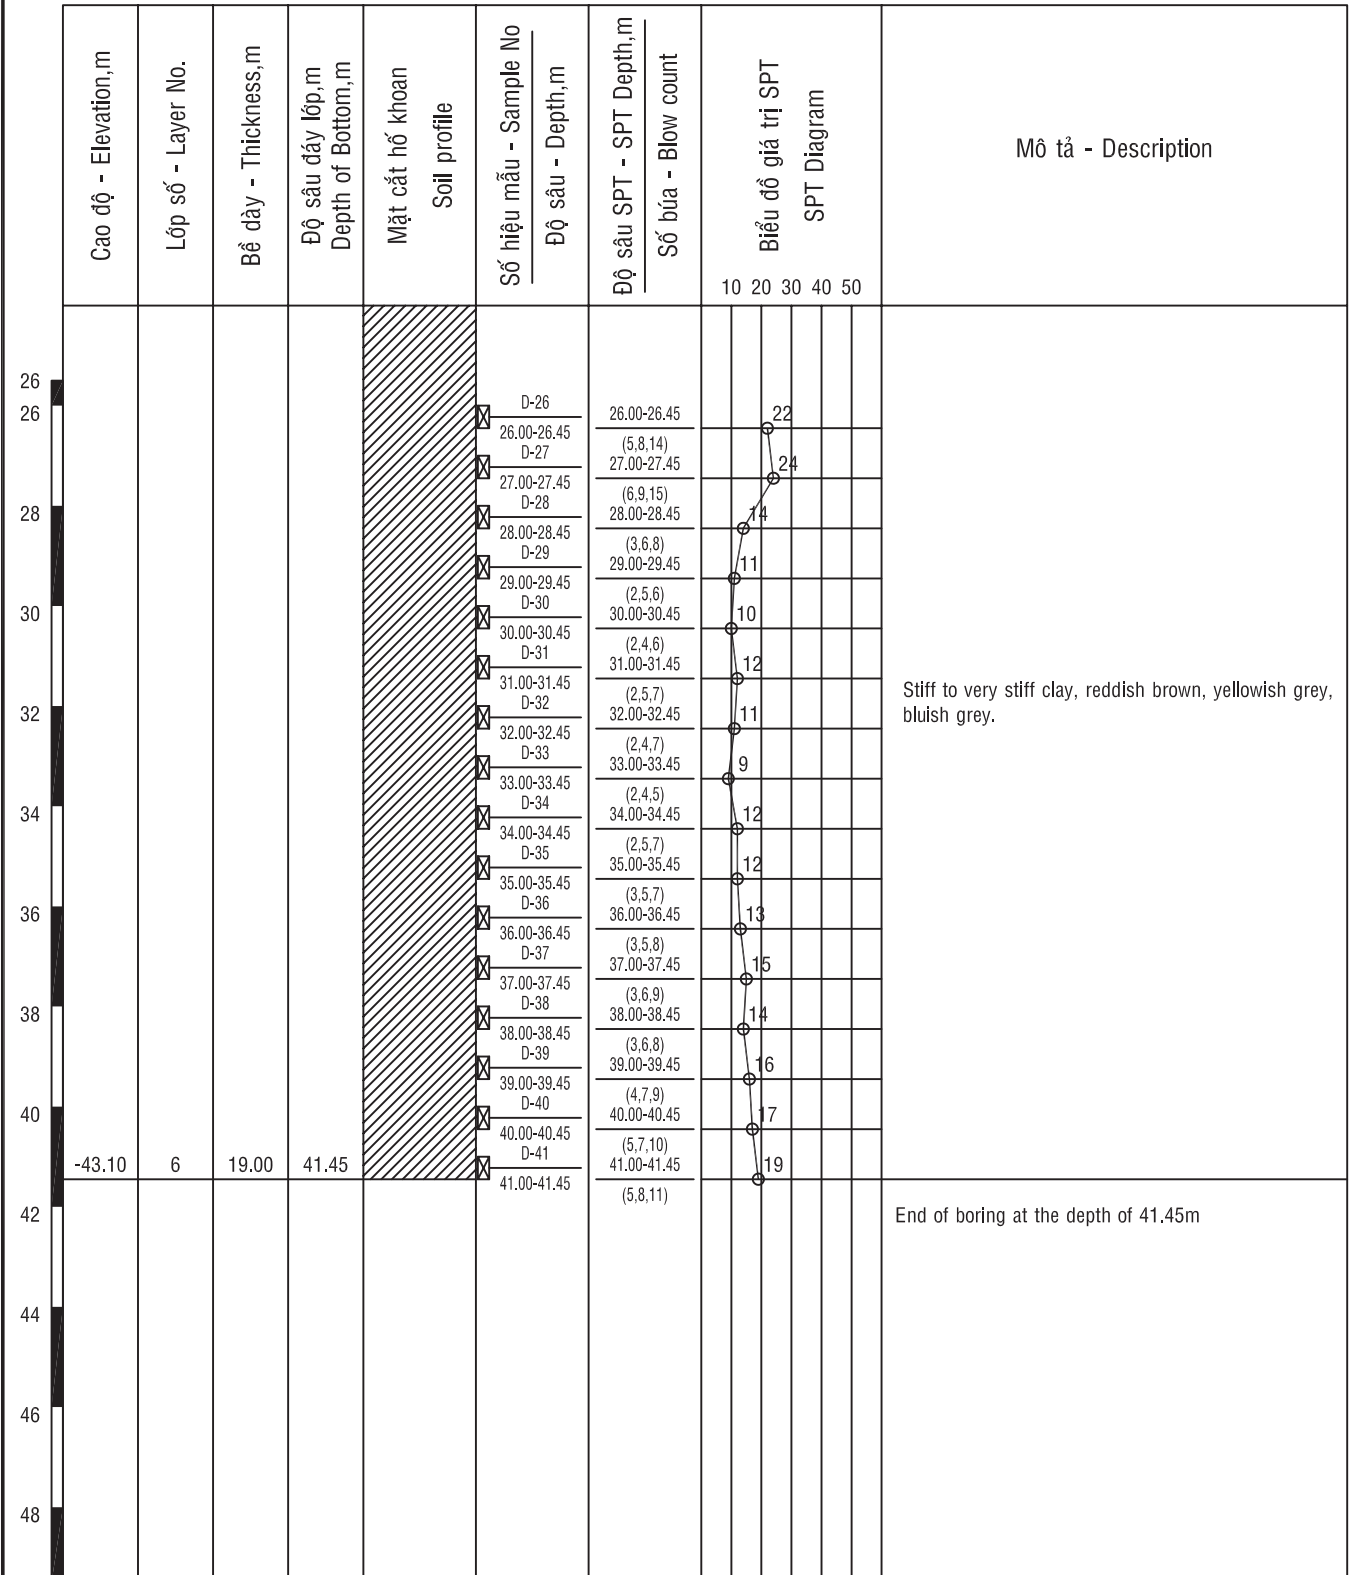 Cao độ - Elevation,m
Lớp số - Layer No.
Bề dày - Thickness,m
Độ sâu đáy lớp,m
Depth of Bottom,m
Mặt cắt hố khoan
Soil profile
Số hiệu mẫu - Sample No
Độ sâu - Depth,m
Độ sâu SPT - SPT Depth,m
Số búa - Blow count
Biểu đồ giá trị SPT
SPT Diagram
10 20 30 40 50
Mô tả - Description
26
26
28
30
32
34
36
38
40
42
44
46
48
-43.10 6 19.00 41.45
D-26
26.00-26.45
D-27
27.00-27.45
D-28
28.00-28.45
D-29
29.00-29.45
D-30
30.00-30.45
D-31
31.00-31.45
D-32
32.00-32.45
D-33
33.00-33.45
D-34
34.00-34.45
D-35
35.00-35.45
D-36
36.00-36.45
D-37
37.00-37.45
D-38
38.00-38.45
D-39
39.00-39.45
D-40
40.00-40.45
D-41
41.00-41.45
26.00-26.45
(5,8,14)
27.00-27.45
(6,9,15)
28.00-28.45
(3,6,8)
29.00-29.45
(2,5,6)
30.00-30.45
(2,4,6)
31.00-31.45
(2,5,7)
32.00-32.45
(2,4,7)
33.00-33.45
(2,4,5)
34.00-34.45
(2,5,7)
35.00-35.45
(3,5,7)
36.00-36.45
(3,5,8)
37.00-37.45
(3,6,9)
38.00-38.45
(3,6,8)
39.00-39.45
(4,7,9)
40.00-40.45
(5,7,10)
41.00-41.45
(5,8,11)
22
24
14
11
10
12
11
9
12
12
13
15
14
16
17
19
Stiff to very stiff clay, reddish brown, yellowish grey,
bluish grey.
End of boring at the depth of 41.45m